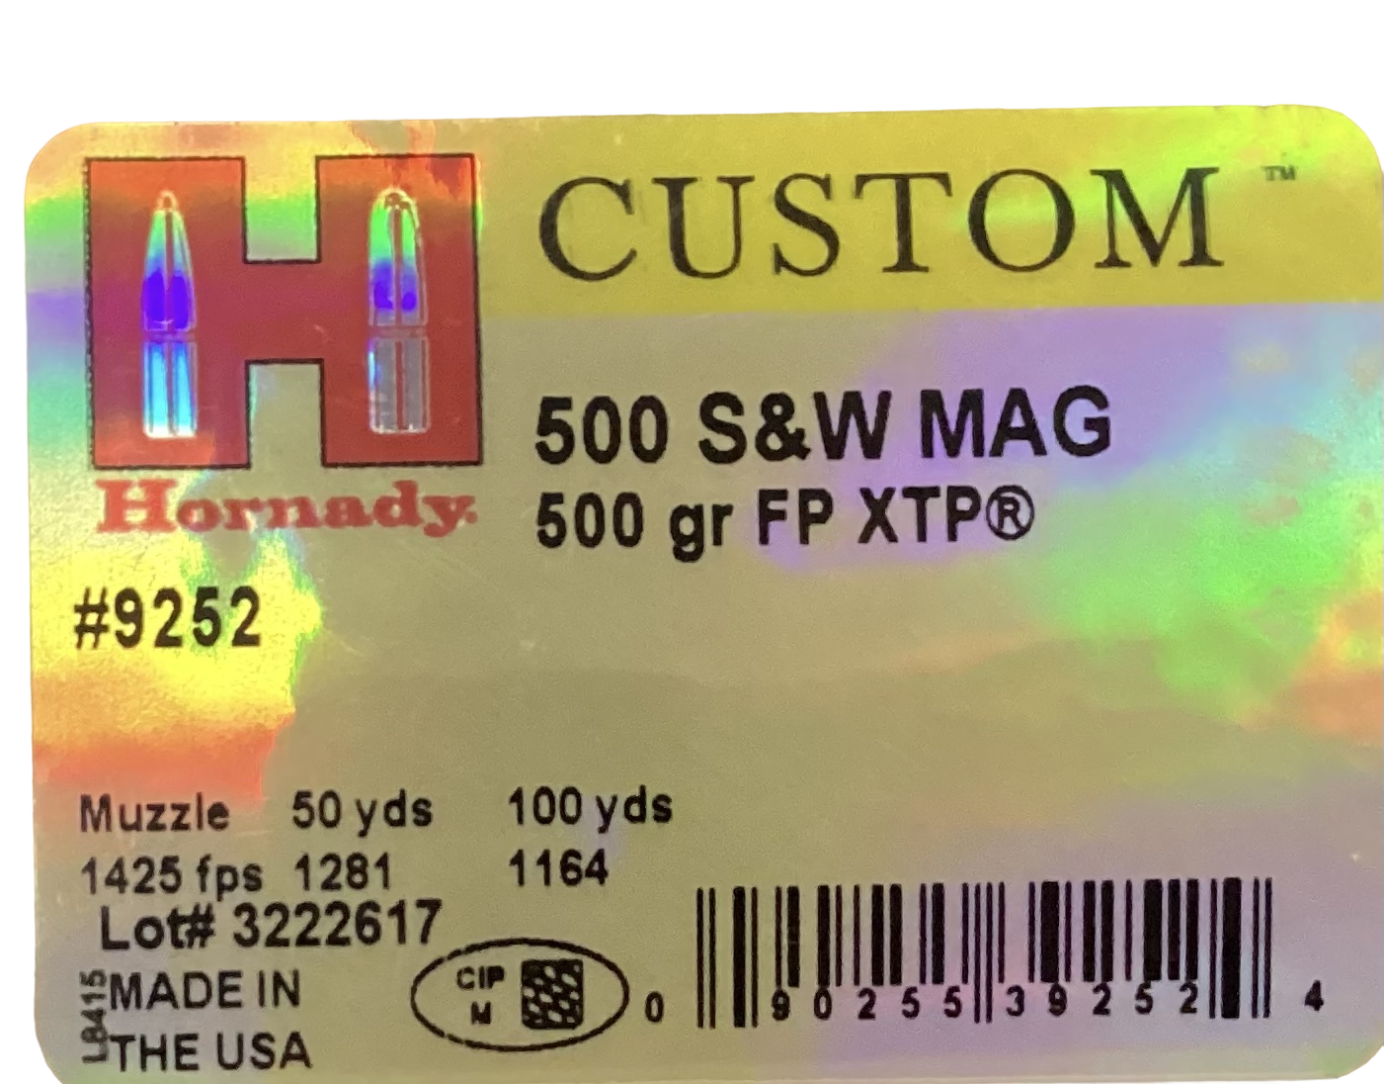 CUSTOM™
500 S&W MAG
500 gr FP XTP®
Hornady.
#9252
Muzzle 50 yds 100 yds
1425 fps 1281 1164
Lot# 3222617
L8415
MADE IN
THE USA
CIP
M
0 90255 39252 4